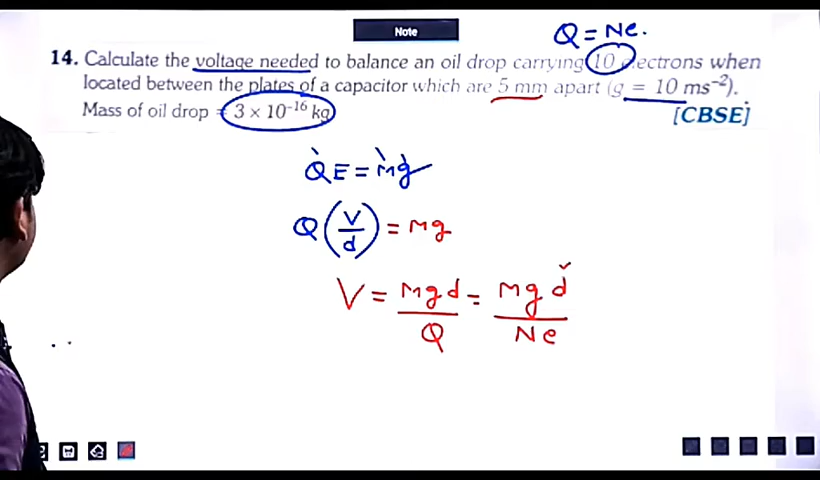 Note
Q = Ne.
14. Calculate the voltage needed to balance an oil drop carrying 10 electrons when
located between the plates of a capacitor which are 5 mm apart (g = 10 ms⁻²).
Mass of oil drop = 3 × 10⁻¹⁶ kg
[CBSE]
QE = Mg
Q(V/d) = Mg
V = Mgd/Q = Mgd/Ne